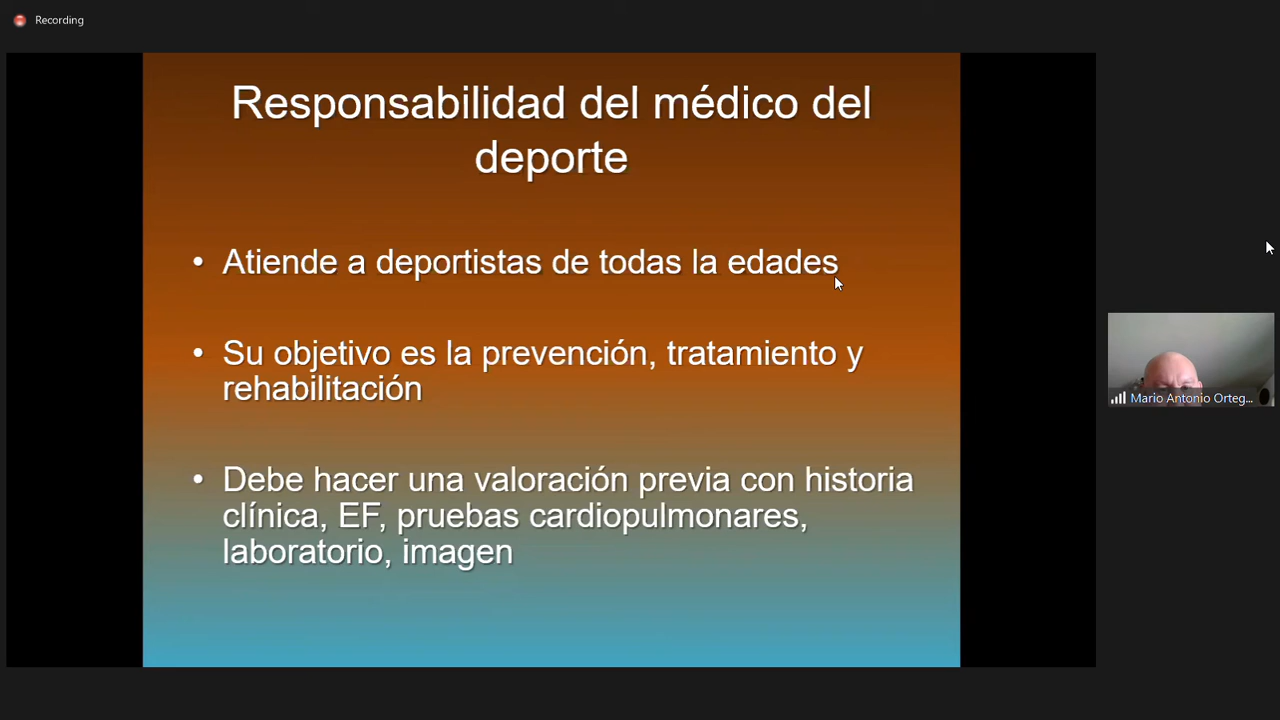 Recording
Responsabilidad del médico del
deporte
• Atiende a deportistas de todas la edades
• Su objetivo es la prevención, tratamiento y
rehabilitación
• Debe hacer una valoración previa con historia
clínica, EF, pruebas cardiopulmonares,
laboratorio, imagen
Mario Antonio Orteg...